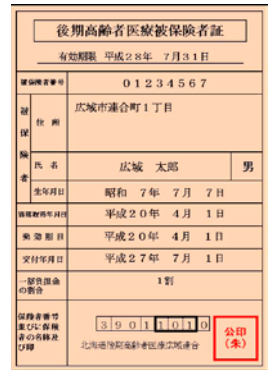 後期高齢者医療被保険者証
有効期限 平成28年 7月31日
被保険者番号 01234567
被保険者
住所 広域市連合町1丁目
氏名 広域 太郎 男
生年月日 昭和 7年 7月 7日
資格取得年月日 平成20年 4月 1日
発効期日 平成20年 4月 1日
交付年月日 平成27年 7月 1日
一部負担金の割合 1割
保険者番号並びに保険者の名称及び印
39011010
北海道後期高齢者医療広域連合
公印
(朱)